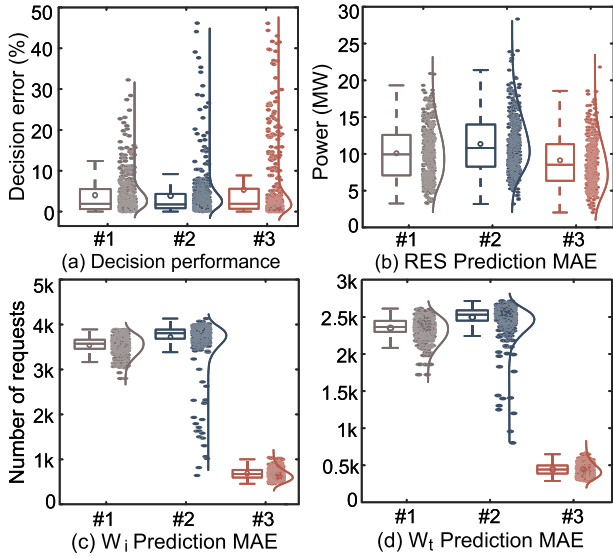 Decision error (%)
50
40
30
20
10
0
#1 #2 #3
(a) Decision performance
Power (MW)
30
25
20
15
10
5
0
#1 #2 #3
(b) RES Prediction MAE
Number of requests
5k
4k
3k
2k
1k
0
#1 #2 #3
(c) Wi Prediction MAE
3k
2.5k
2k
1.5k
1k
0.5k
0
#1 #2 #3
(d) Wt Prediction MAE